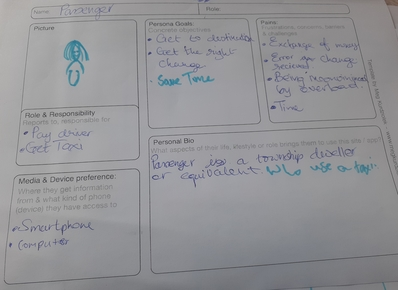 Name: Passenger
Role:
Picture
Role & Responsibility
Reports to, responsible for
• Pay driver
• Get Taxi
Media & Device preference:
Where they get information
from & what kind of phone
(device) they have access to
• Smartphone
• Computer
Persona Goals:
Concrete objectives
• Get to destination
• Get the right
change
• Save Time
Pains:
Frustrations, obstacles, barriers
& challenges
• Exchange of money
• Error on change
received
• Being
by overload
• Time
Personal Bio
What aspects of their life, lifestyle or role brings them to use this site / app?
Passenger is a township dweller
or equivalent who use a taxi.